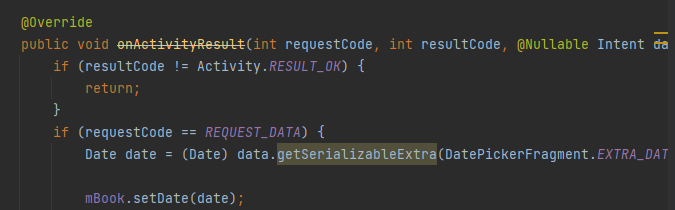 @Override
public void onActivityResult(int requestCode, int resultCode, @Nullable Intent da
if (resultCode != Activity.RESULT_OK) {
return;
}
if (requestCode == REQUEST_DATA) {
Date date = (Date) data.getSerializableExtra(DatePickerFragment.EXTRA_DAT
mBook.setDate(date);